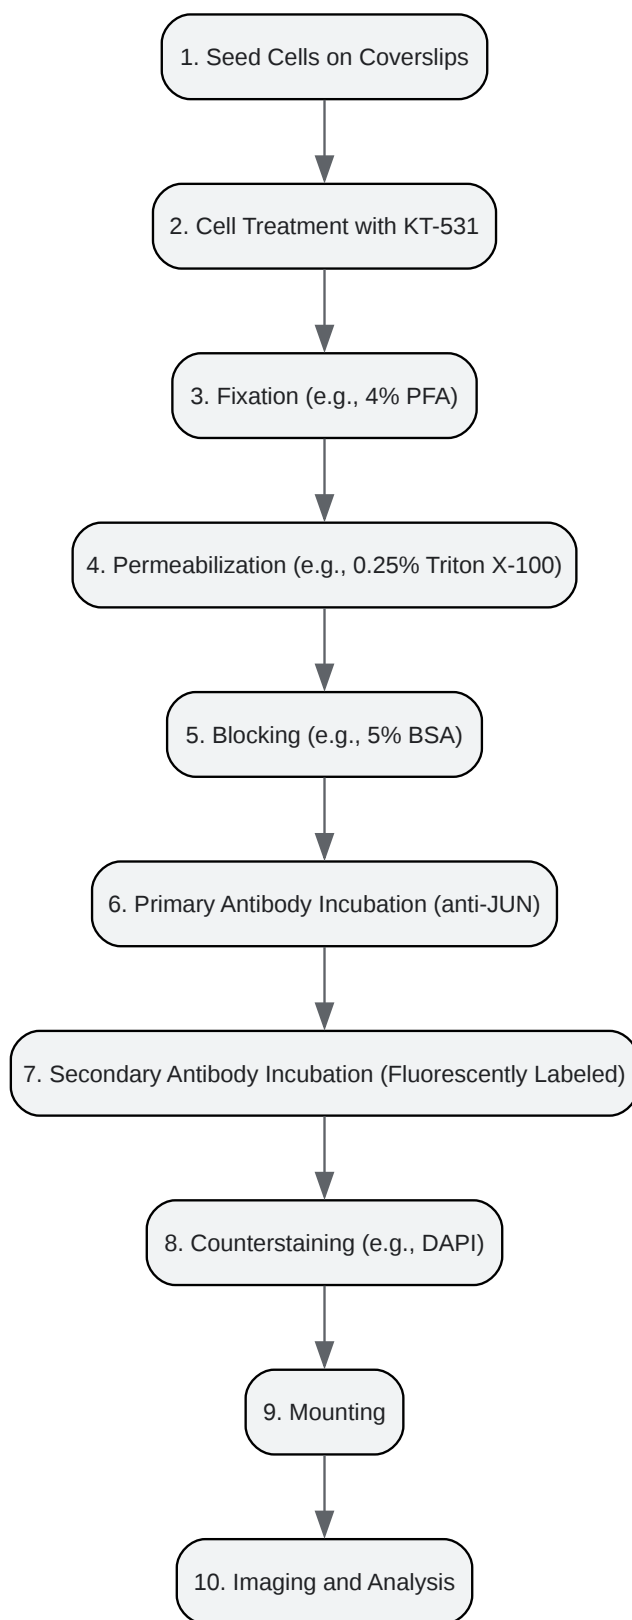 1. Seed Cells on Coverslips
2. Cell Treatment with KT-531
3. Fixation (e.g., 4% PFA)
4. Permeabilization (e.g., 0.25% Triton X-100)
5. Blocking (e.g., 5% BSA)
6. Primary Antibody Incubation (anti-JUN)
7. Secondary Antibody Incubation (Fluorescently Labeled)
8. Counterstaining (e.g., DAPI)
9. Mounting
10. Imaging and Analysis